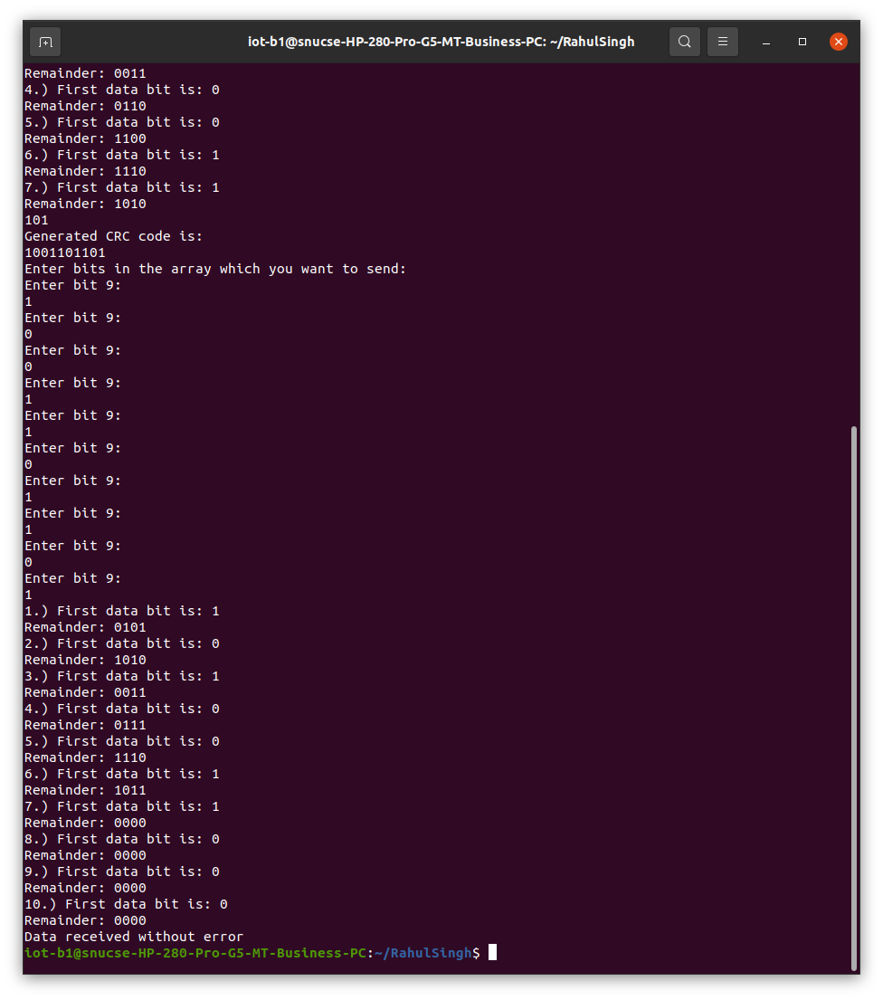 iot-b1@snucse-HP-280-Pro-G5-MT-Business-PC: ~/RahulSingh
Remainder: 0011
4.) First data bit is: 0
Remainder: 0110
5.) First data bit is: 0
Remainder: 1100
6.) First data bit is: 1
Remainder: 1110
7.) First data bit is: 1
Remainder: 1010
101
Generated CRC code is:
1001101101
Enter bits in the array which you want to send:
Enter bit 9:
1
Enter bit 9:
0
Enter bit 9:
0
Enter bit 9:
1
Enter bit 9:
1
Enter bit 9:
0
Enter bit 9:
1
Enter bit 9:
1
Enter bit 9:
0
Enter bit 9:
1
1.) First data bit is: 1
Remainder: 0101
2.) First data bit is: 0
Remainder: 1010
3.) First data bit is: 1
Remainder: 0011
4.) First data bit is: 0
Remainder: 0111
5.) First data bit is: 0
Remainder: 1110
6.) First data bit is: 1
Remainder: 1011
7.) First data bit is: 1
Remainder: 0000
8.) First data bit is: 0
Remainder: 0000
9.) First data bit is: 0
Remainder: 0000
10.) First data bit is: 0
Remainder: 0000
Data received without error
iot-b1@snucse-HP-280-Pro-G5-MT-Business-PC:~/RahulSingh$